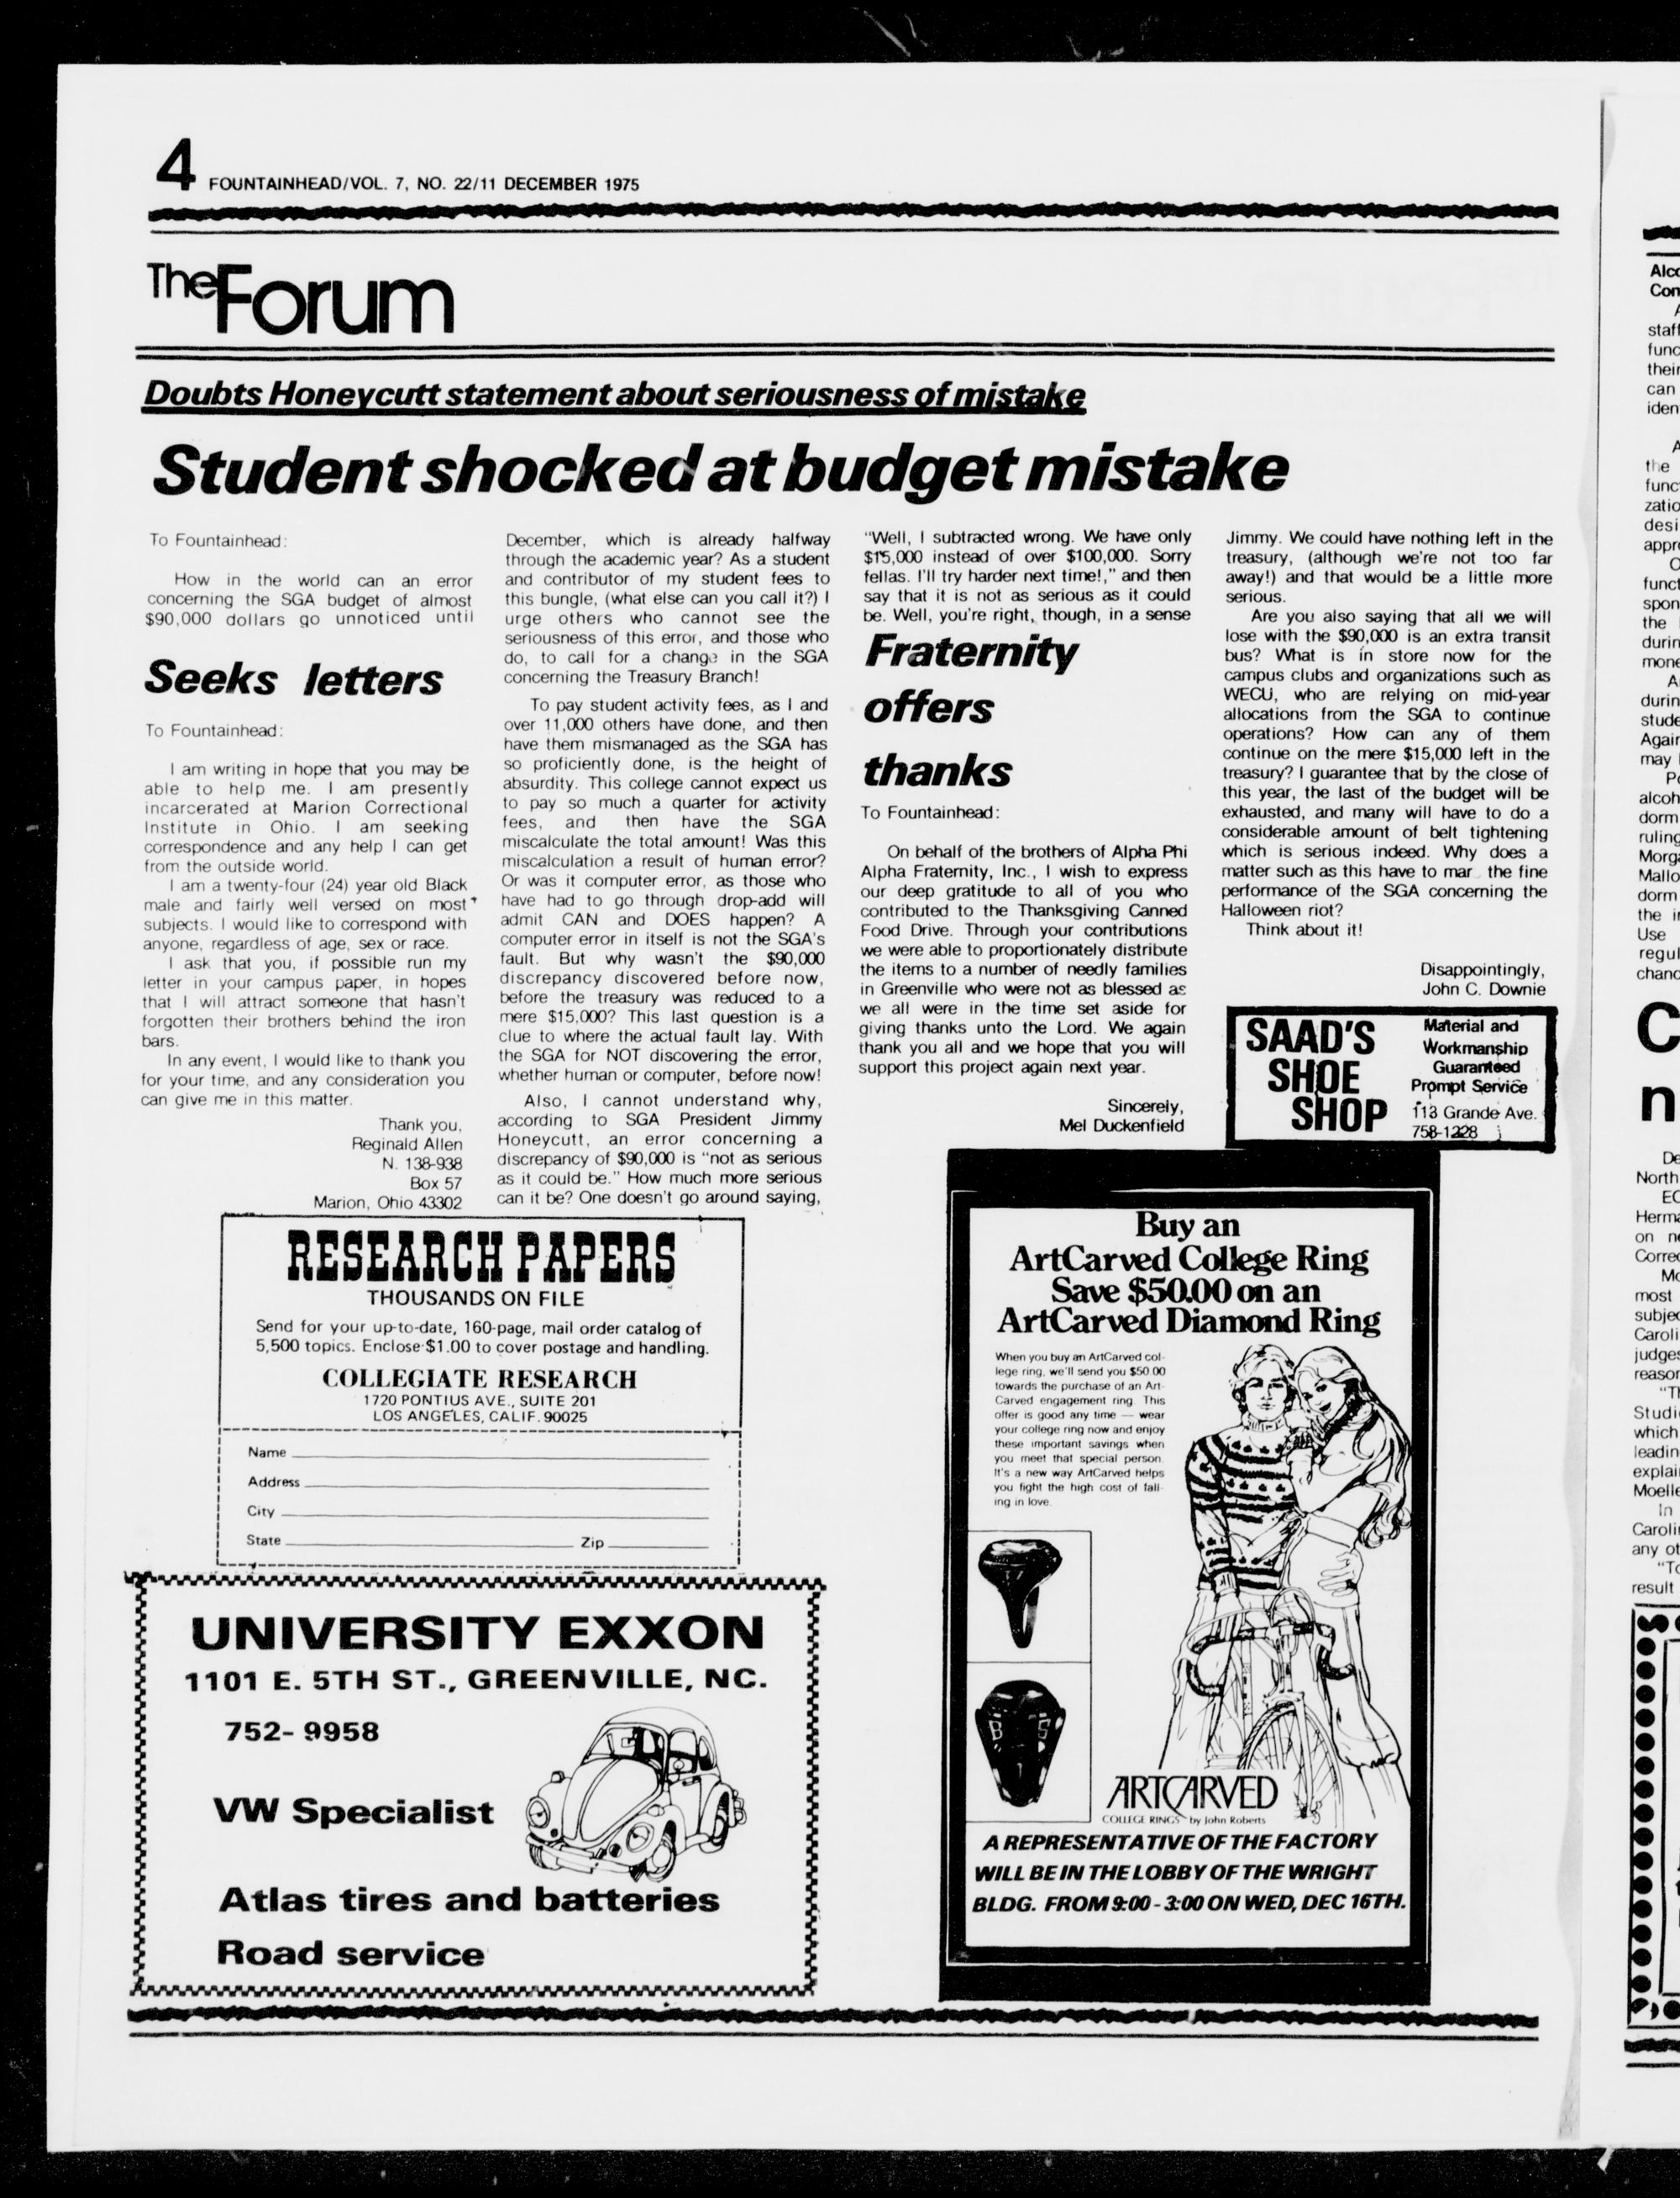 4 FOUNTAINHEAD/VOL. 7, NO. 22/11 DECEMBER 1975
The Forum
Doubts Honeycutt statement about seriousness of mistake
Student shocked at budget mistake
To Fountainhead:
How in the world can an error
concerning the SGA budget of almost
$90,000 dollars go unnoticed until
December, which is already halfway
through the academic year? As a student
and contributor of my student fees to
this bungle, (what else can you call it?) I
urge others who cannot see the
seriousness of this error, and those who
do, to call for a change in the SGA
concerning the Treasury Branch!
To pay student activity fees, as I and
over 11,000 others have done, and then
have them mismanaged as the SGA has
so proficiently done, is the height of
absurdity. This college cannot expect us
to pay so much a quarter for activity
fees, and then have the SGA
miscalculate the total amount! Was this
miscalculation a result of human error?
Or was it computer error, as those who
have had to go through drop-add will
admit CAN and DOES happen? A
computer error in itself is not the SGA's
fault. But why wasn't the $90,000
discrepancy discovered before now,
before the treasury was reduced to a
mere $15,000? This last question is a
clue to where the actual fault lay. With
the SGA for NOT discovering the error,
whether human or computer, before now!
Also, I cannot understand why,
according to SGA President Jimmy
Honeycutt, an error concerning a
discrepancy of $90,000 is "not as serious
as it could be." How much more serious
can it be? One doesn't go around saying,
"Well, I subtracted wrong. We have only
$15,000 instead of over $100,000. Sorry
fellas. I'll try harder next time!," and then
say that it is not as serious as it could
be. Well, you're right, though, in a sense
Jimmy. We could have nothing left in the
treasury, (although we're not too far
away!) and that would be a little more
serious.
Are you also saying that all we will
lose with the $90,000 is an extra transit
bus? What is in store now for the
campus clubs and organizations such as
WECU, who are relying on mid-year
allocations from the SGA to continue
operations? How can any of them
continue on the mere $15,000 left in the
treasury? I guarantee that by the close of
this year, the last of the budget will be
exhausted, and many will have to do a
considerable amount of belt tightening
which is serious indeed. Why does a
matter such as this have to mar the fine
performance of the SGA concerning the
Halloween riot?
Think about it!
Disappointingly,
John C. Downie
Seeks letters
To Fountainhead:
I am writing in hope that you may be
able to help me. I am presently
incarcerated at Marion Correctional
Institute in Ohio. I am seeking
correspondence and any help I can get
from the outside world.
I am a twenty-four (24) year old Black
male and fairly well versed on most
subjects. I would like to correspond with
anyone, regardless of age, sex or race.
I ask that you, if possible run my
letter in your campus paper, in hopes
that I will attract someone that hasn't
forgotten their brothers behind the iron
bars.
In any event, I would like to thank you
for your time, and any consideration you
can give me in this matter.
Thank you,
Reginald Allen
N. 138-938
Box 57
Marion, Ohio 43302
Fraternity
offers
thanks
To Fountainhead:
On behalf of the brothers of Alpha Phi
Alpha Fraternity, Inc., I wish to express
our deep gratitude to all of you who
contributed to the Thanksgiving Canned
Food Drive. Through your contributions
we were able to proportionately distribute
the items to a number of needly families
in Greenville who were not as blessed as
we all were in the time set aside for
giving thanks unto the Lord. We again
thank you all and we hope that you will
support this project again next year.
Sincerely,
Mel Duckenfield
SAAD'S
SHOE
SHOP
Material and
Workmanship
Guaranteed
Prompt Service
113 Grande Ave.
758-1228
RESEARCH PAPERS
THOUSANDS ON FILE
Send for your up-to-date, 160-page, mail order catalog of
5,500 topics. Enclose $1.00 to cover postage and handling.
COLLEGIATE RESEARCH
1720 PONTIUS AVE., SUITE 201
LOS ANGELES, CALIF. 90025
Name
Address
City
State Zip
UNIVERSITY EXXON
1101 E. 5TH ST., GREENVILLE, NC.
752-9958
VW Specialist
Atlas tires and batteries
Road service
Buy an
ArtCarved College Ring
Save $50.00 on an
ArtCarved Diamond Ring
When you buy an ArtCarved col-
lege ring, we'll send you $50.00
towards the purchase of an Art-
Carved engagement ring. This
offer is good any time — wear
your college ring now and enjoy
these important savings when
you meet that special person.
It's a new way ArtCarved helps
you fight the high cost of fall-
ing in love.
B S
ARTCARVED
COLLEGE RINGS by John Roberts
A REPRESENTATIVE OF THE FACTORY
WILL BE IN THE LOBBY OF THE WRIGHT
BLDG. FROM 9:00 - 3:00 ON WED, DEC 16TH.